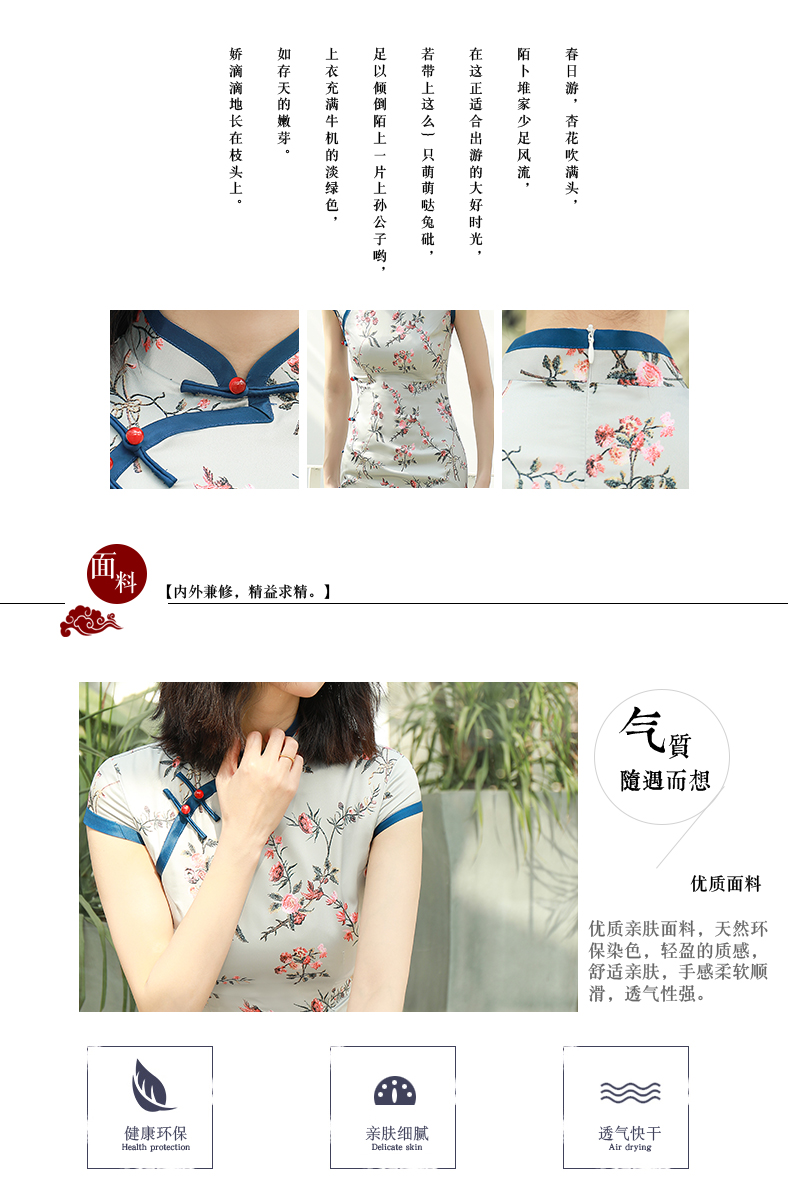 春日游，杏花吹满头，
陌卜堆家少足风流，
在这正适合出游的大好时光，
若带上这么一只萌萌哒兔砒，
足以倾倒陌上一片上孙公子哟，
上衣充满牛机的淡绿色，
如存天的嫩芽。
娇滴滴地长在枝头上。
面料
【内外兼修，精益求精。】
气質
隨遇而想
优质面料
优质亲肤面料，天然环
保染色，轻盈的质感，
舒适亲肤，手感柔软顺
滑，透气性强。
健康环保
Health protection
亲肤细腻
Delicate skin
透气快干
Air drying